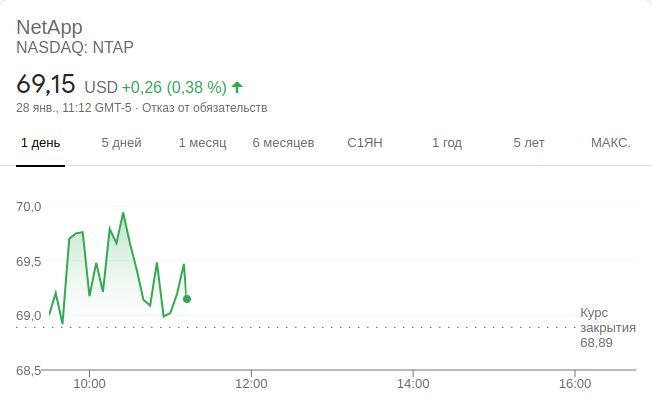 NetApp
NASDAQ: NTAP
69,15 USD +0,26 (0,38 %)
28 янв., 11:12 GMT-5 · Отказ от обязательств
1 день 5 дней 1 месяц 6 месяцев С1ЯН 1 год 5 лет МАКС.
70,0
69,5
69,0
Курс
закрытия
68,89
68,5
10:00 12:00 14:00 16:00